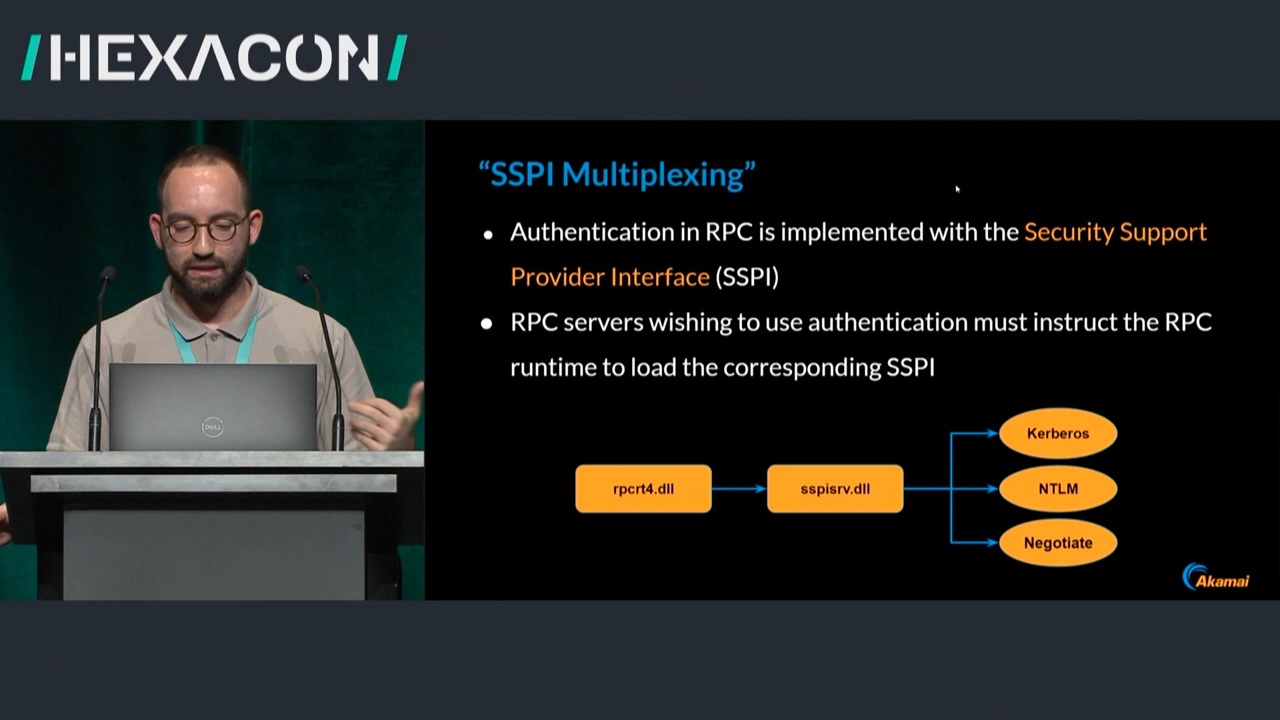 /HEXACON/
“SSPI Multiplexing”
● Authentication in RPC is implemented with the Security Support
Provider Interface (SSPI)
● RPC servers wishing to use authentication must instruct the RPC
runtime to load the corresponding SSPI
Kerberos
rpcrt4.dll
sspisrv.dll
NTLM
Negotiate
Akamai
DELL